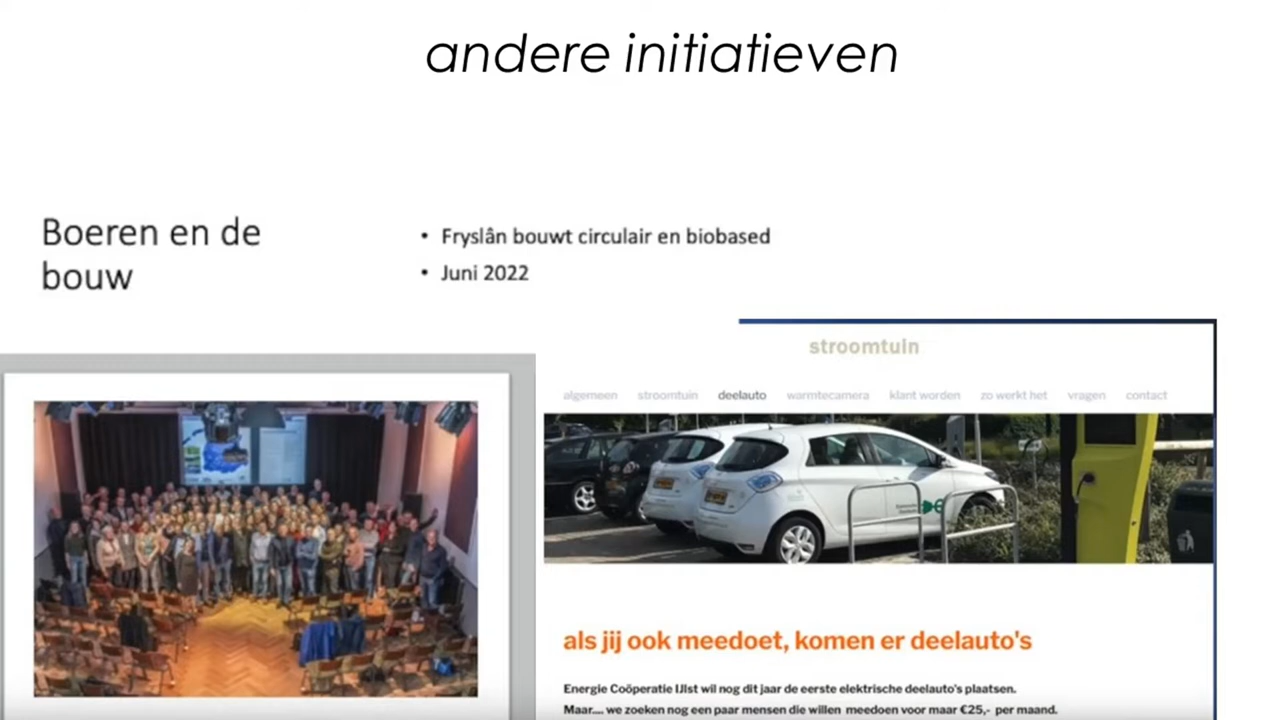 andere initiatieven
Boeren en de
bouw
• Fryslân bouwt circulair en biobased
• Juni 2022
stroomtuin
algemeen stroomtuin deelauto warmtecamera klant worden zo werkt het vragen contact
als jij ook meedoet, komen er deelauto's
Energie Coöperatie IJlst wil nog dit jaar de eerste elektrische deelauto's plaatsen.
Maar.... we zoeken nog een paar mensen die willen meedoen voor maar €25,- per maand.